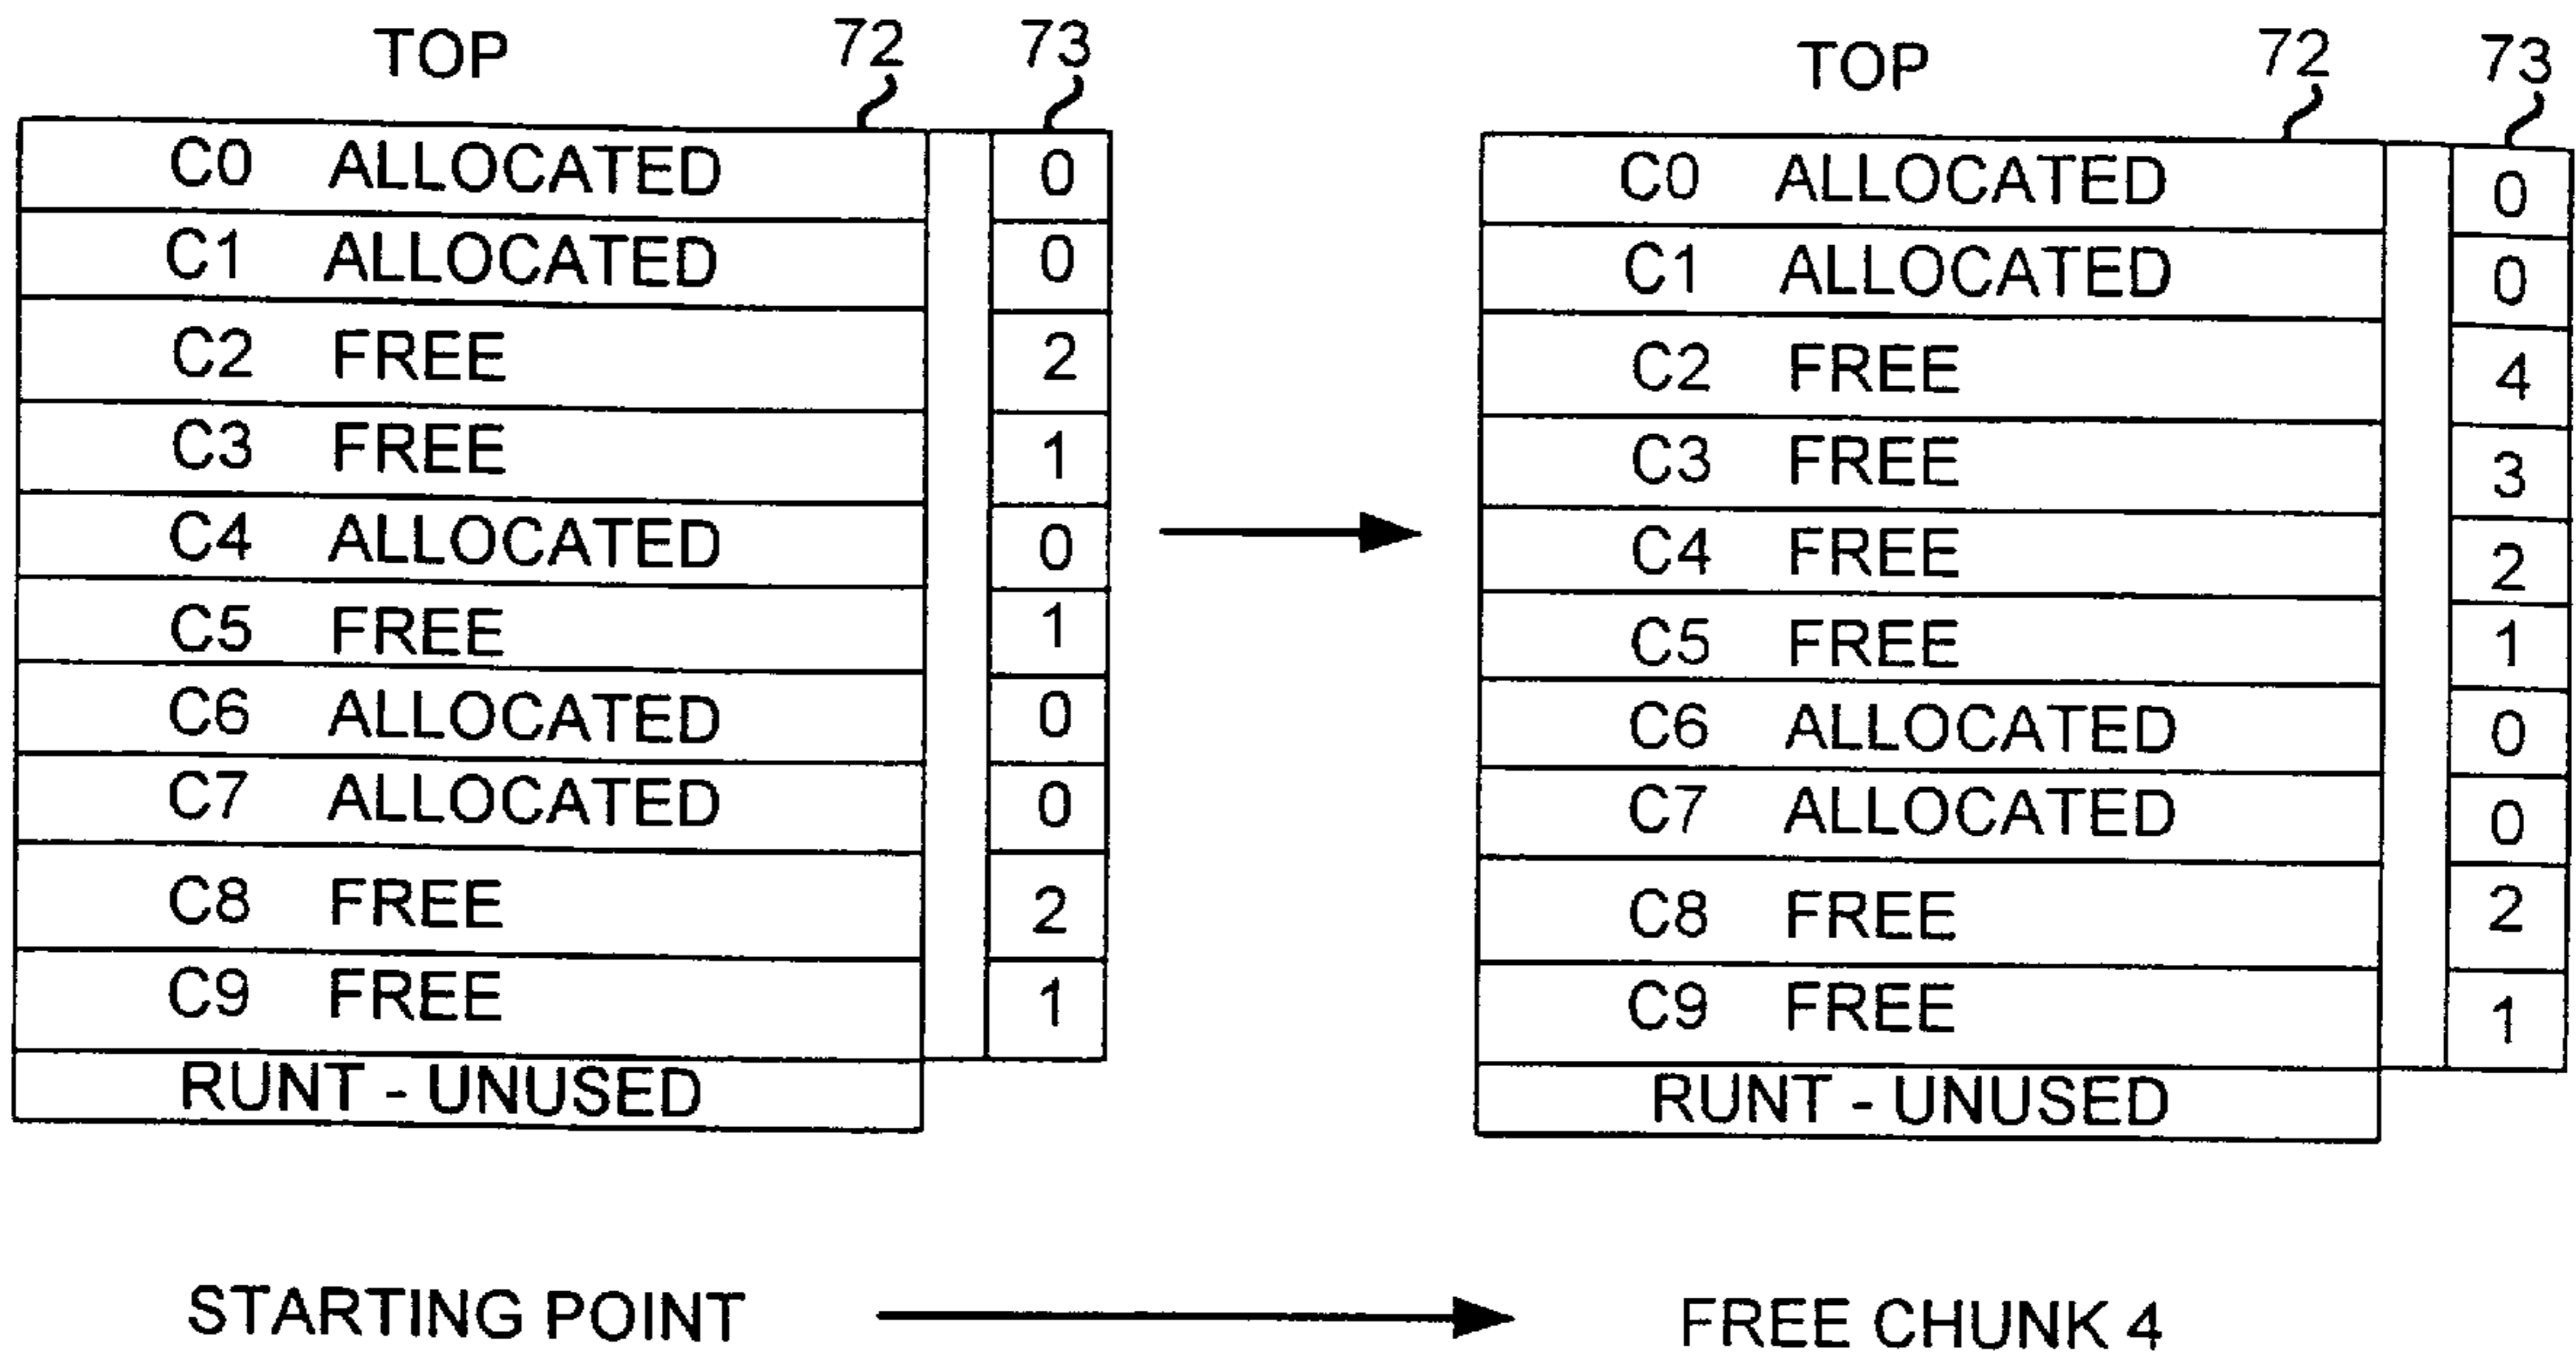 TOP 72 73
C0 ALLOCATED 0
C1 ALLOCATED 0
C2 FREE 2
C3 FREE 1
C4 ALLOCATED 0
C5 FREE 1
C6 ALLOCATED 0
C7 ALLOCATED 0
C8 FREE 2
C9 FREE 1
RUNT - UNUSED
TOP 72 73
C0 ALLOCATED 0
C1 ALLOCATED 0
C2 FREE 4
C3 FREE 3
C4 FREE 2
C5 FREE 1
C6 ALLOCATED 0
C7 ALLOCATED 0
C8 FREE 2
C9 FREE 1
RUNT - UNUSED
STARTING POINT
FREE CHUNK 4